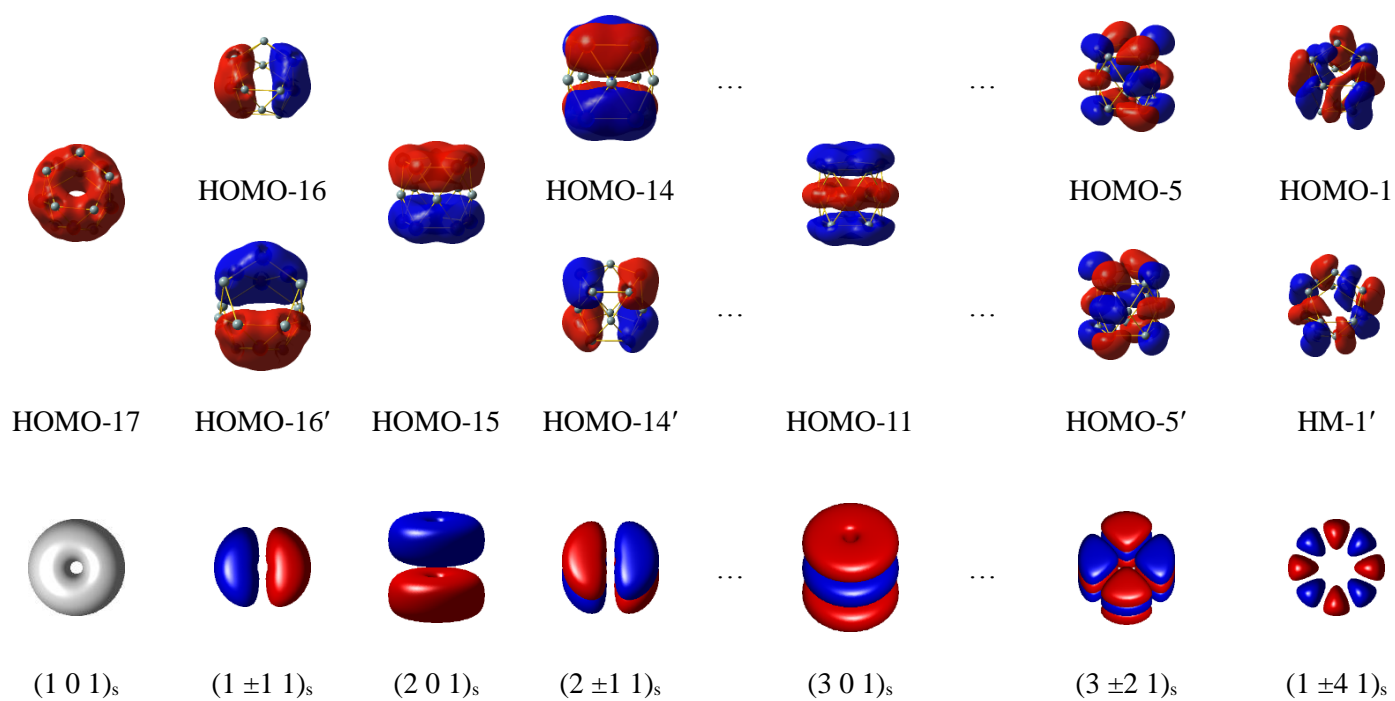 … …
HOMO-16 HOMO-14 HOMO-5 HOMO-1
… …
HOMO-17 HOMO-16′ HOMO-15 HOMO-14′ HOMO-11 HOMO-5′ HM-1′
… …
(1 0 1)s (1 ±1 1)s (2 0 1)s (2 ±1 1)s (3 0 1)s (3 ±2 1)s (1 ±4 1)s